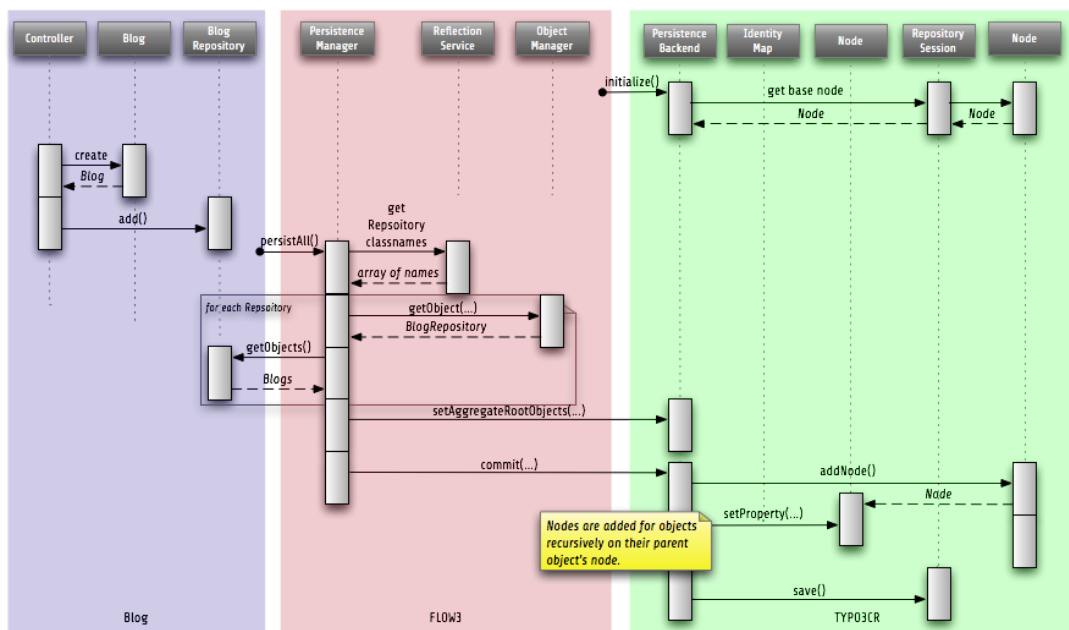 Controller
Blog
Blog
Repository
Persistence
Manager
Reflection
Service
Object
Manager
Persistence
Backend
Identity
Map
Node
Repository
Session
Node
initialize()
get base node
Node
Node
create
Blog
add()
get
Repsoitory
classnames
persistAll()
array of names
for each Repsoitory
getObject(...)
BlogRepository
getObjects()
Blogs
setAggregateRootObjects(...)
commit(...)
addNode()
Node
setProperty(...)
Nodes are added for objects
recursively on their parent
object's node.
save()
Blog
FLOW3
TYPO3CR